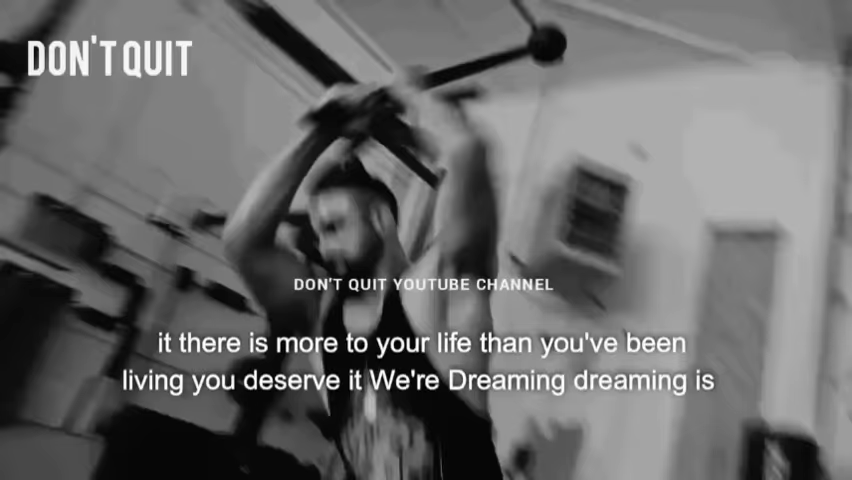 DON'T QUIT
DON'T QUIT YOUTUBE CHANNEL
it there is more to your life than you've been
living you deserve it We're Dreaming dreaming is